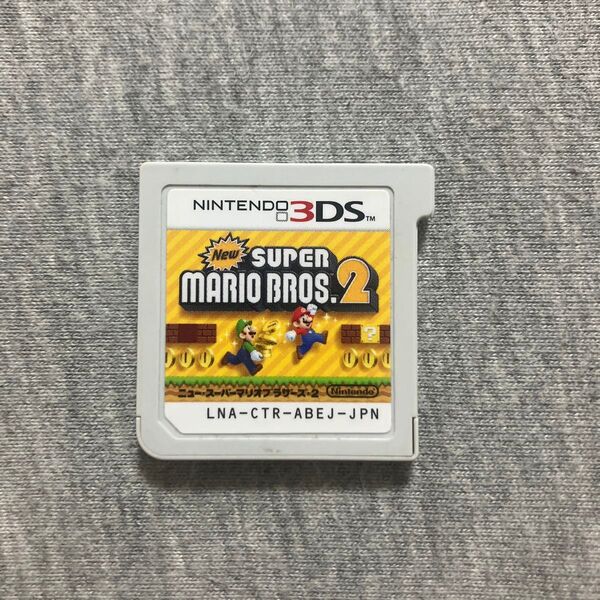 NINTENDO 3DS™
New SUPER
MARIO BROS. 2
?
ニュー・スーパーマリオブラザーズ・2 Nintendo
LNA-CTR-ABEJ-JPN